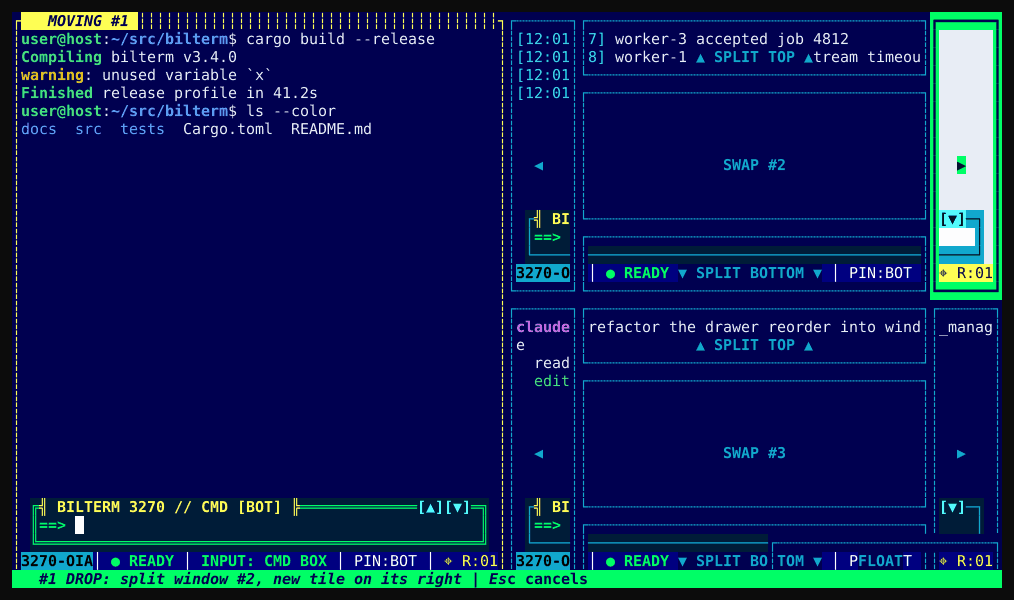 MOVING #1
user@host:~/src/bilterm$ cargo build --release
Compiling bilterm v3.4.0
warning: unused variable `x`
Finished release profile in 41.2s
user@host:~/src/bilterm$ ls --color
docs  src  tests  Cargo.toml  README.md
╣ BILTERM 3270 // CMD [BOT] ╠ [▲][▼]
==>
3270-OIA│ ● READY │ INPUT: CMD BOX │ PIN:BOT │ ⌖ R:01
[12:01 7] worker-3 accepted job 4812
[12:01 8] worker-1 ▲ SPLIT TOP ▲tream timeou
[12:01
[12:01
◄ SWAP #2 ►
╣ BI [▼]
==>
3270-O │ ● READY ▼ SPLIT BOTTOM ▼ │ PIN:BOT ⌖ R:01
claude refactor the drawer reorder into wind _manag
e ▲ SPLIT TOP ▲
read
edit
◄ SWAP #3 ►
╣ BI [▼]
==>
3270-O │ ● READY ▼ SPLIT BO TOM ▼ │ PFLOATT ⌖ R:01
#1 DROP: split window #2, new tile on its right | Esc cancels